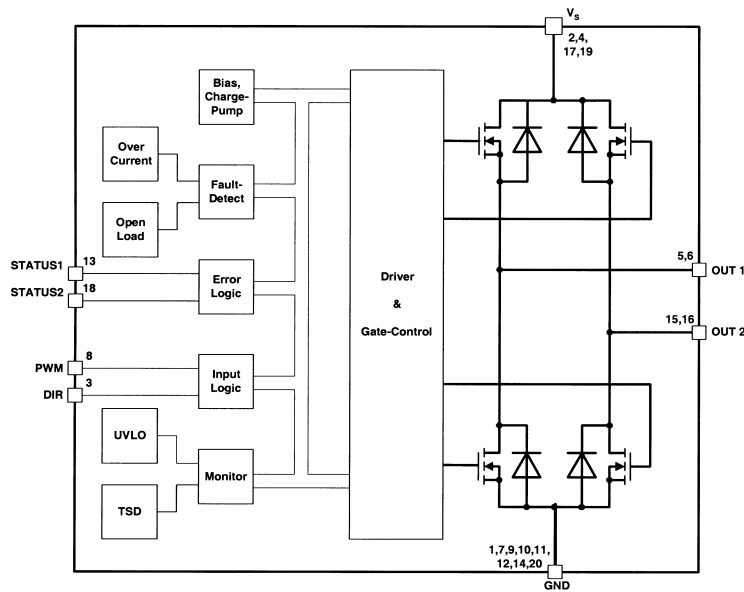 VS
2,4,
17,19
Bias,
Charge-
Pump
Over
Current
Fault-
Detect
Open
Load
STATUS1
13
5,6
OUT 1
STATUS2
18
Error
Logic
Driver
&
Gate-Control
15,16
OUT 2
PWM
8
DIR
3
Input
Logic
UVLO
Monitor
TSD
1,7,9,10,11,
12,14,20
GND